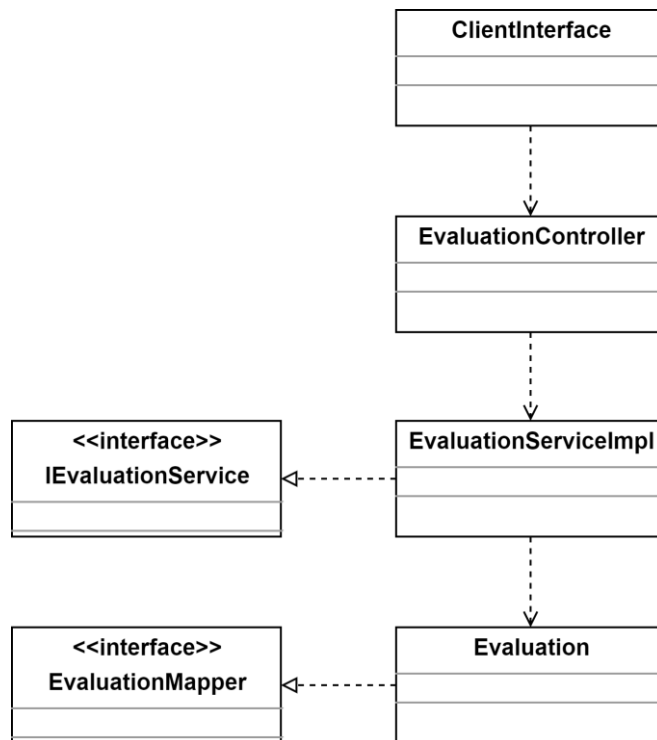 ClientInterface
EvaluationController
<<interface>>
IEvaluationService
EvaluationServiceImpl
<<interface>>
EvaluationMapper
Evaluation